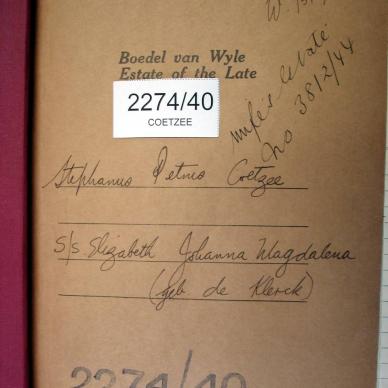 Boedel van Wyle
Estate of the Late
2274/40
COETZEE
wife's Estate
no 3812/44
Stephanus Petrus Coetzee
s/s. Elizabeth Johanna Magdalena
(geb. de Klerck)
2274/40